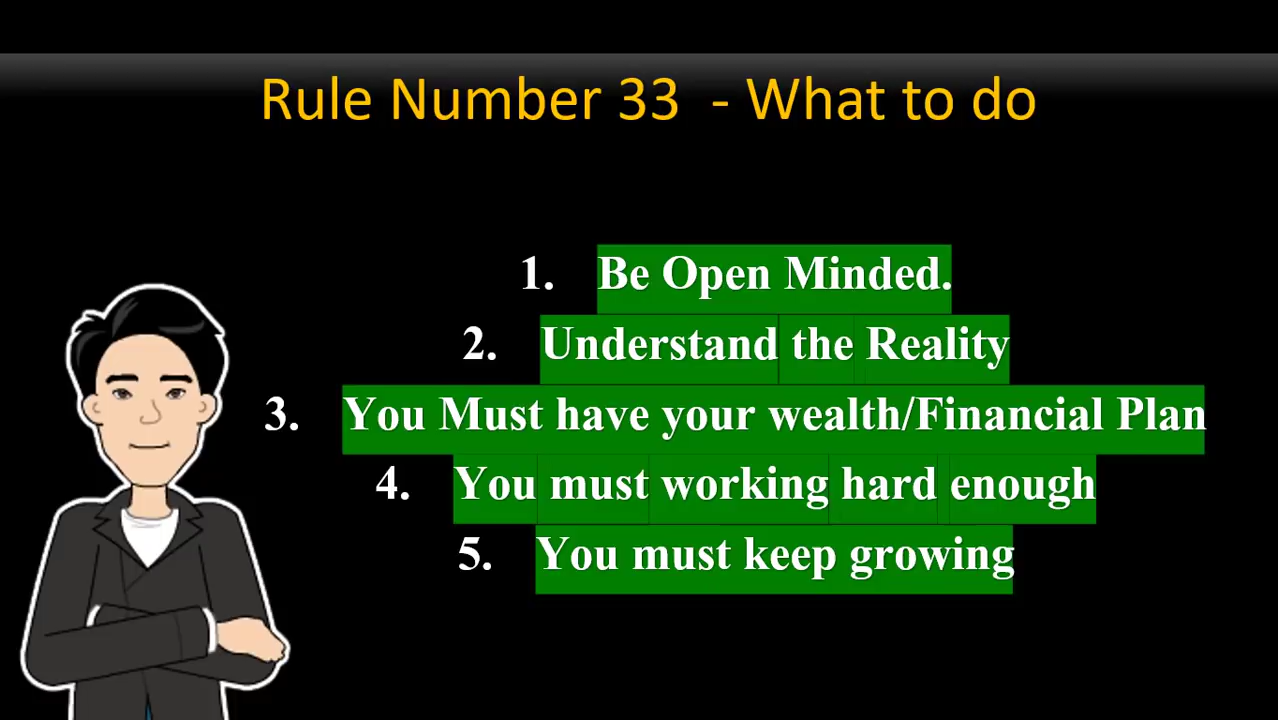 Rule Number 33 - What to do
1. Be Open Minded.
2. Understand the Reality
3. You Must have your wealth/Financial Plan
4. You must working hard enough
5. You must keep growing